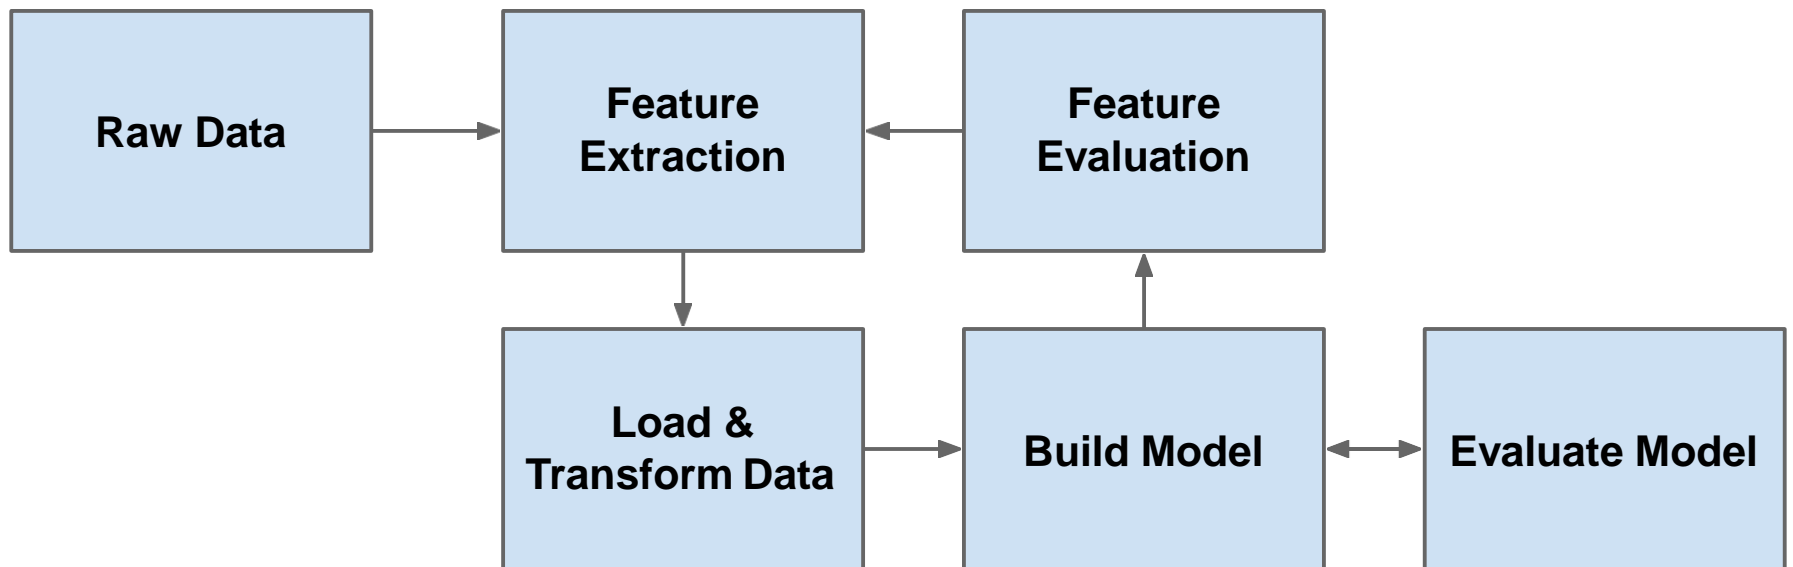 Raw Data
Feature
Extraction
Feature
Evaluation
Load &
Transform Data
Build Model
Evaluate Model